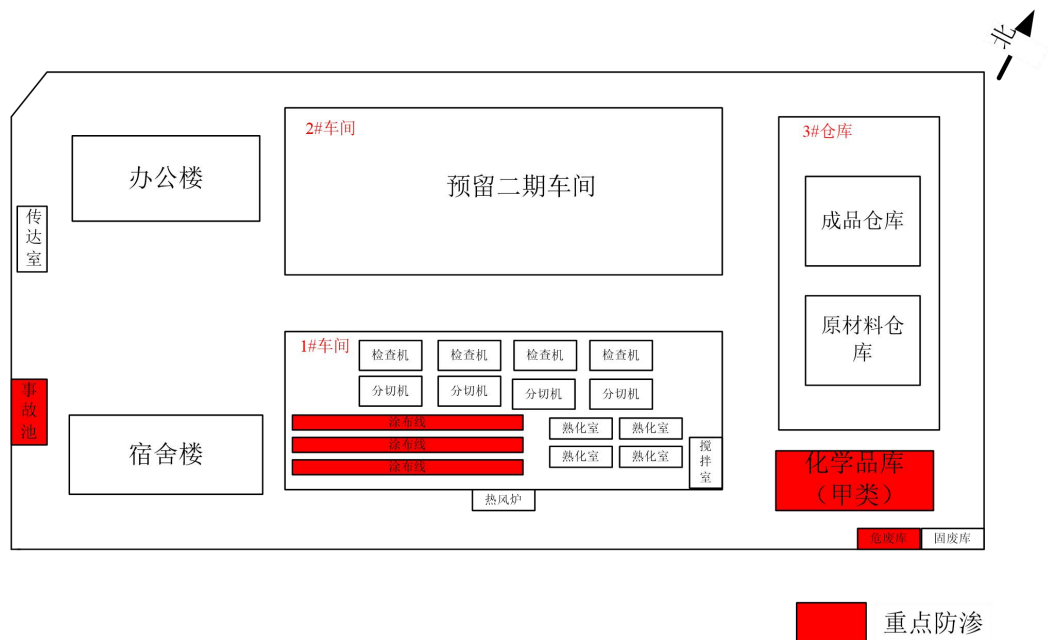 北
2#车间
3#仓库
办公楼
预留二期车间
传
达
室
成品仓库
原材料仓
库
1#车间
检查机
检查机
检查机
检查机
分切机
分切机
分切机
分切机
事
故
池
涂布线
涂布线
涂布线
熟化室
熟化室
熟化室
熟化室
搅
拌
室
宿舍楼
热风炉
化学品库
（甲类）
危废库
固废库
重点防渗